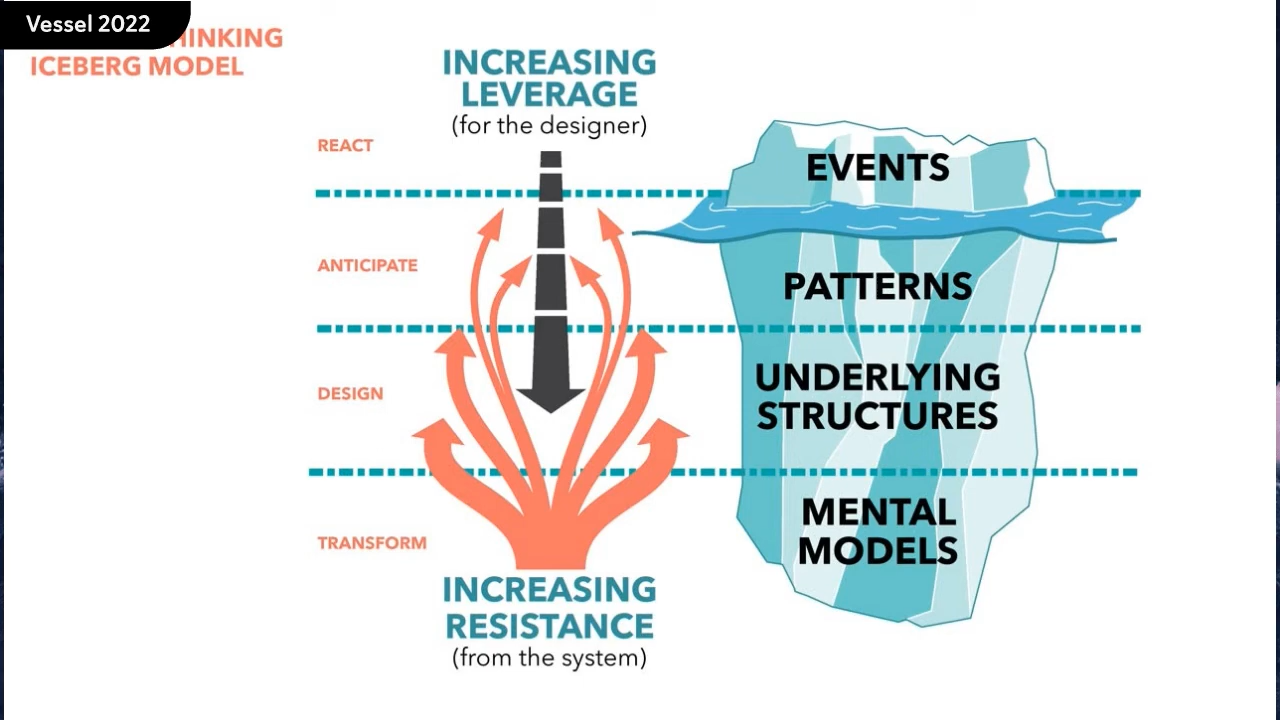 Vessel 2022
HINKING
ICEBERG MODEL
INCREASING
LEVERAGE
(for the designer)
REACT
EVENTS
ANTICIPATE
PATTERNS
DESIGN
UNDERLYING
STRUCTURES
TRANSFORM
MENTAL
MODELS
INCREASING
RESISTANCE
(from the system)